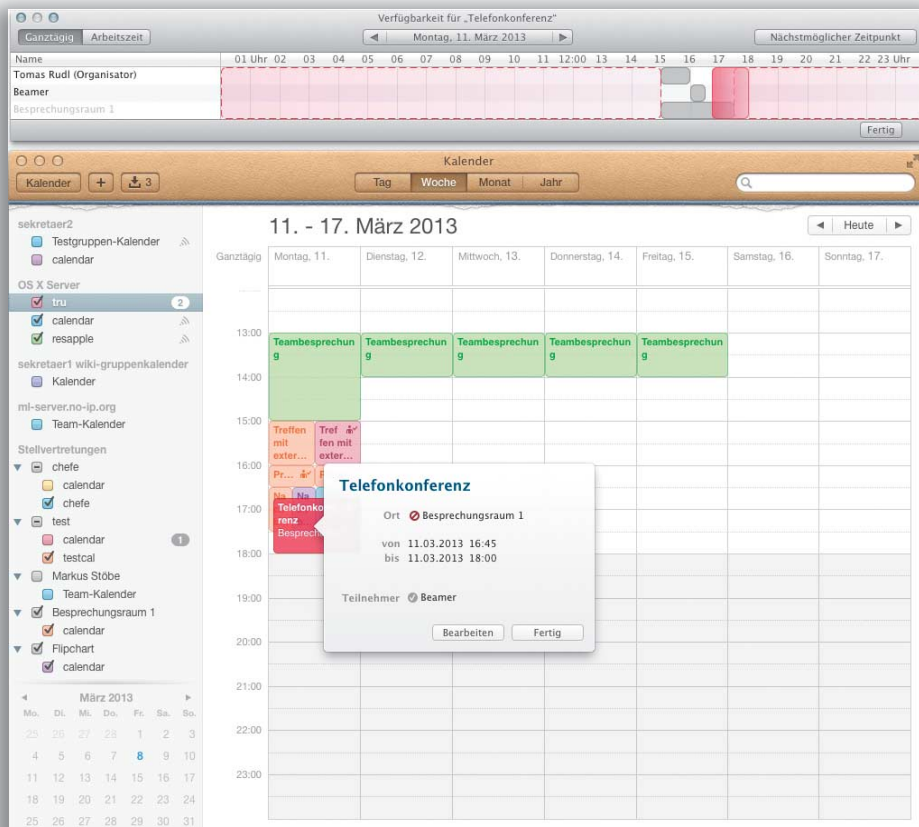 Verfügbarkeit für „Telefonkonferenz“
Ganztägig Arbeitszeit Montag, 11. März 2013 Nächstmöglicher Zeitpunkt
Name 01 Uhr 02 03 04 05 06 07 08 09 10 11 12:00 13 14 15 16 17 18 19 20 21 22 23 Uhr
Tomas Rudl (Organisator)
Beamer
Besprechungsraum 1
Fertig
Kalender
Kalender + 3 Tag Woche Monat Jahr
sekretaer2
Testgruppen-Kalender
calendar
OS X Server
tru 2
calendar
resapple
sekretaer1 wiki-gruppenkalender
Kalender
ml-server.no-ip.org
Team-Kalender
Stellvertretungen
chefe
calendar
chefe
test
calendar 1
testcal
Markus Stöbe
Team-Kalender
Besprechungsraum 1
calendar
Flipchart
calendar
März 2013
Mo. Di. Mi. Do. Fr. Sa. So.
25 26 27 28 1 2 3
4 5 6 7 8 9 10
11 12 13 14 15 16 17
18 19 20 21 22 23 24
25 26 27 28 29 30 31
11. - 17. März 2013
Heute
Ganztägig Montag, 11. Dienstag, 12. Mittwoch, 13. Donnerstag, 14. Freitag, 15. Samstag, 16. Sonntag, 17.
13:00
Teambesprechun Teambesprechun Teambesprechun Teambesprechun Teambesprechun
g g g g g
14:00
15:00
Treffen Tref
mit fen mit
exter... exter...
16:00
Pr...
Na Na
17:00
Telefonko
renz
Besprech
18:00
19:00
20:00
21:00
22:00
23:00
Telefonkonferenz
Ort Besprechungsraum 1
von 11.03.2013 16:45
bis 11.03.2013 18:00
Teilnehmer Beamer
Bearbeiten Fertig